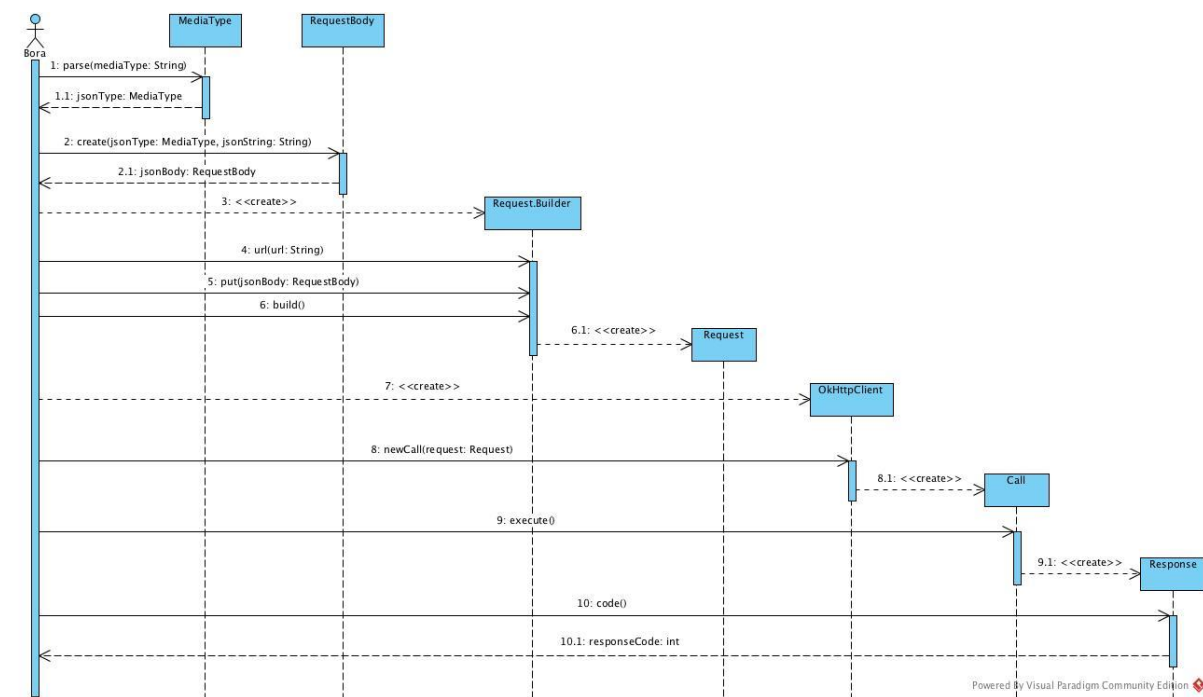 MediaType
RequestBody
Bora
1: parse(mediaType: String)
1.1: jsonType: MediaType
2: create(jsonType: MediaType, jsonString: String)
2.1: jsonBody: RequestBody
3: <<create>>
Request.Builder
4: url(url: String)
5: put(jsonBody: RequestBody)
6: build()
6.1: <<create>>
Request
7: <<create>>
OkHttpClient
8: newCall(request: Request)
8.1: <<create>>
Call
9: execute()
9.1: <<create>>
Response
10: code()
10.1: responseCode: int
Powered By Visual Paradigm Community Edition